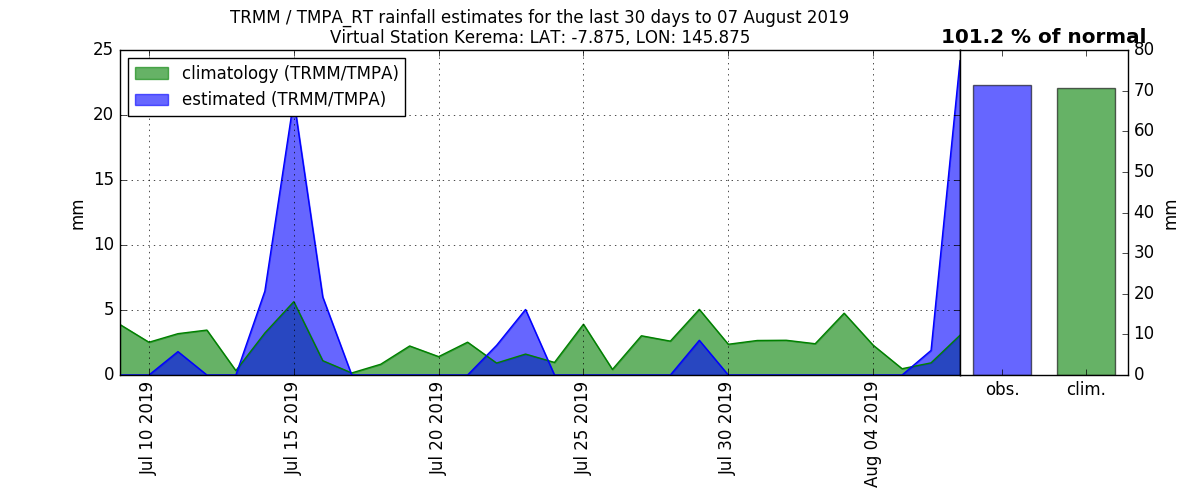 TRMM / TMPA_RT rainfall estimates for the last 30 days to 07 August 2019
Virtual Station Kerema: LAT: -7.875, LON: 145.875
101.2 % of normal
climatology (TRMM/TMPA)
estimated (TRMM/TMPA)
25
20
15
10
5
0
mm
80
70
60
50
40
30
20
10
0
mm
obs.
clim.
Jul 10 2019
Jul 15 2019
Jul 20 2019
Jul 25 2019
Jul 30 2019
Aug 04 2019